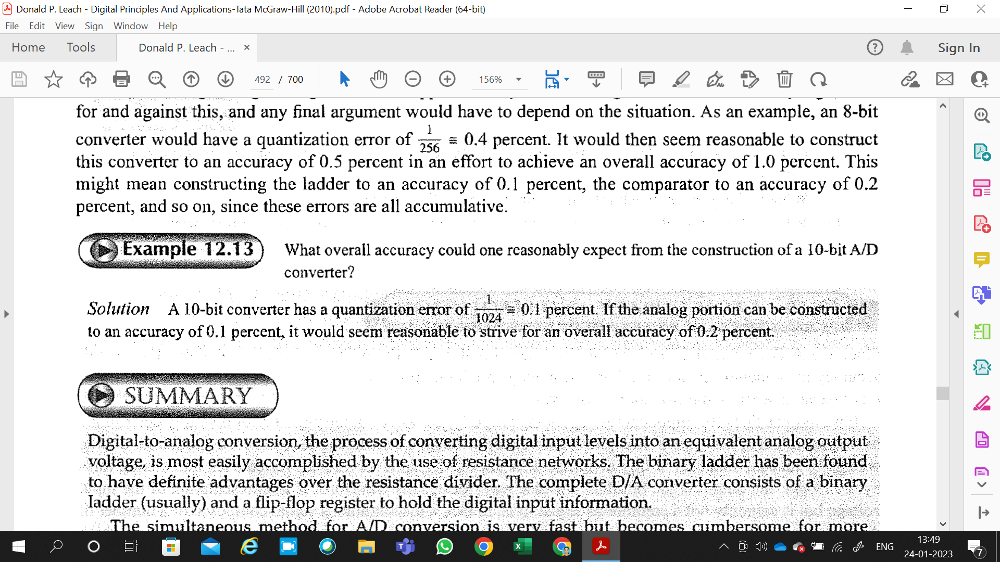 Donald P. Leach - Digital Principles And Applications-Tata McGraw-Hill (2010).pdf - Adobe Acrobat Reader (64-bit)
File Edit View Sign Window Help
Home Tools Donald P. Leach - ... × Sign In
492 / 700 156%
for and against this, and any final argument would have to depend on the situation. As an example, an 8-bit
converter would have a quantization error of 1/256 ≅ 0.4 percent. It would then seem reasonable to construct
this converter to an accuracy of 0.5 percent in an effort to achieve an overall accuracy of 1.0 percent. This
might mean constructing the ladder to an accuracy of 0.1 percent, the comparator to an accuracy of 0.2
percent, and so on, since these errors are all accumulative.
Example 12.13 What overall accuracy could one reasonably expect from the construction of a 10-bit A/D
converter?
Solution A 10-bit converter has a quantization error of 1/1024 ≅ 0.1 percent. If the analog portion can be constructed
to an accuracy of 0.1 percent, it would seem reasonable to strive for an overall accuracy of 0.2 percent.
SUMMARY
Digital-to-analog conversion, the process of converting digital input levels into an equivalent analog output
voltage, is most easily accomplished by the use of resistance networks. The binary ladder has been found
to have definite advantages over the resistance divider. The complete D/A converter consists of a binary
ladder (usually) and a flip-flop register to hold the digital input information.
The simultaneous method for A/D conversion is very fast but becomes cumbersome for more
ENG
13:49
24-01-2023
7